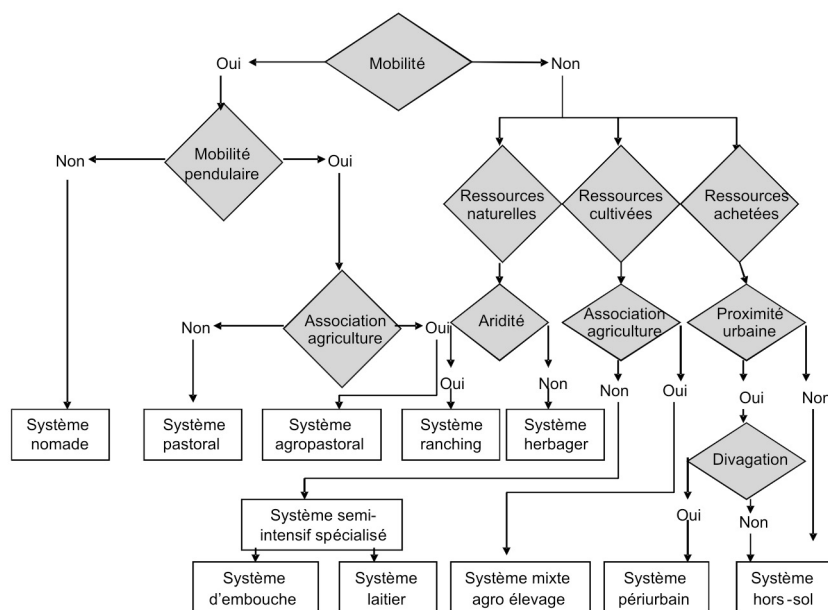 Mobilité
Oui
Non
Mobilité
pendulaire
Non
Oui
Ressources
naturelles
Ressources
cultivées
Ressources
achetées
Association
agriculture
Non
Oui
Aridité
Association
agriculture
Proximité
urbaine
Oui
Non
Non
Oui
Oui
Non
Système
nomade
Système
pastoral
Système
agropastoral
Système
ranching
Système
herbager
Divagation
Système semi-
intensif spécialisé
Oui
Non
Système
d'embouche
Système
laitier
Système mixte
agro élevage
Système
périurbain
Système
hors-sol